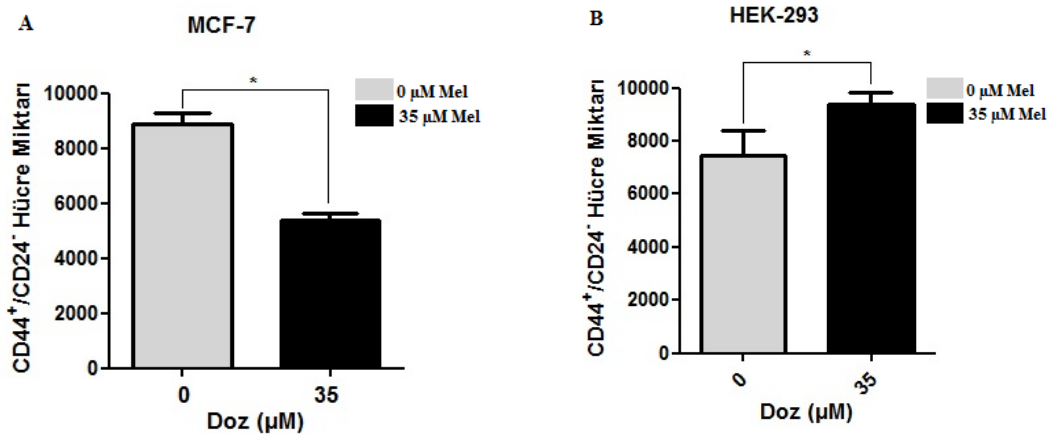 A
MCF-7
*
0 µM Mel
35 µM Mel
CD44⁺/CD24⁻ Hücre Miktarı
10000
8000
6000
4000
2000
0
0
35
Doz (µM)
B
HEK-293
*
0 µM Mel
35 µM Mel
CD44⁺/CD24⁻ Hücre Miktarı
10000
8000
6000
4000
2000
0
0
35
Doz (µM)